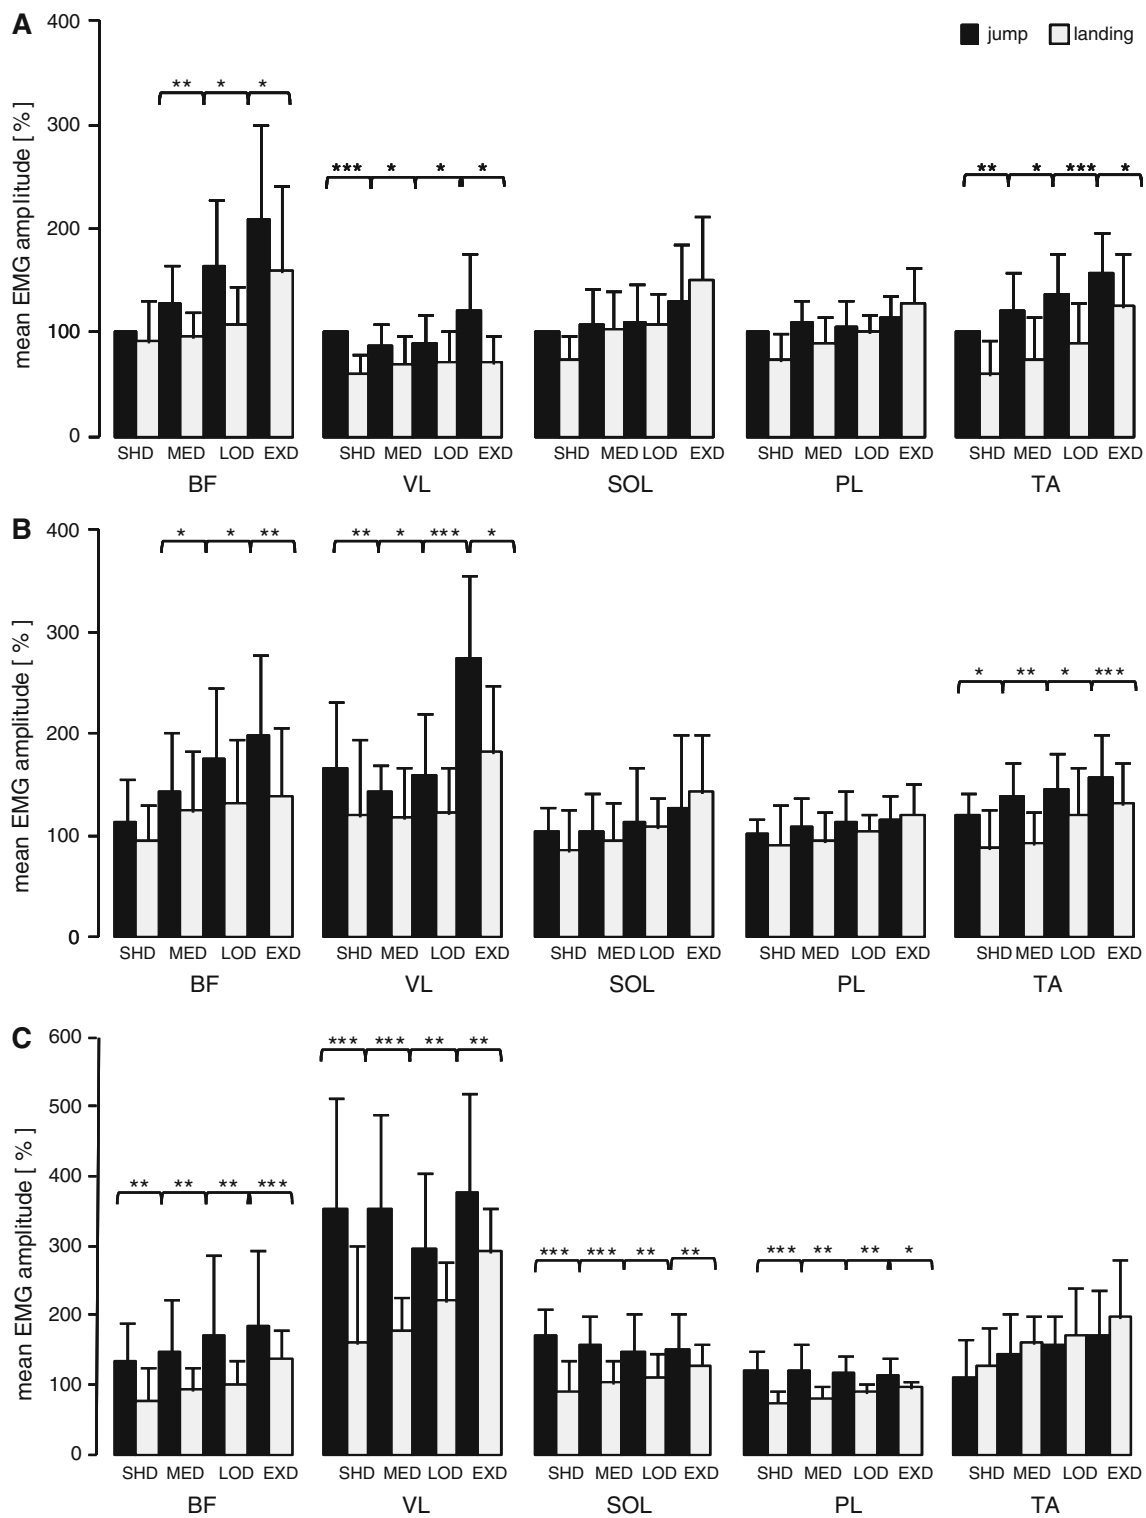 A
400
jump landing
** * *
300
*** * * *
** * *** *
200
100
0
mean EMG amplitude [ % ]
SHD MED LOD EXD SHD MED LOD EXD SHD MED LOD EXD SHD MED LOD EXD SHD MED LOD EXD
BF VL SOL PL TA
B
400
* * ** ** * *** *
300
* ** * ***
200
100
0
mean EMG amplitude [ % ]
SHD MED LOD EXD SHD MED LOD EXD SHD MED LOD EXD SHD MED LOD EXD SHD MED LOD EXD
BF VL SOL PL TA
C
600
*** *** ** **
500
400
** ** ** ***
300
*** *** ** ** *** ** ** *
200
100
0
mean EMG amplitude [ % ]
SHD MED LOD EXD SHD MED LOD EXD SHD MED LOD EXD SHD MED LOD EXD SHD MED LOD EXD
BF VL SOL PL TA